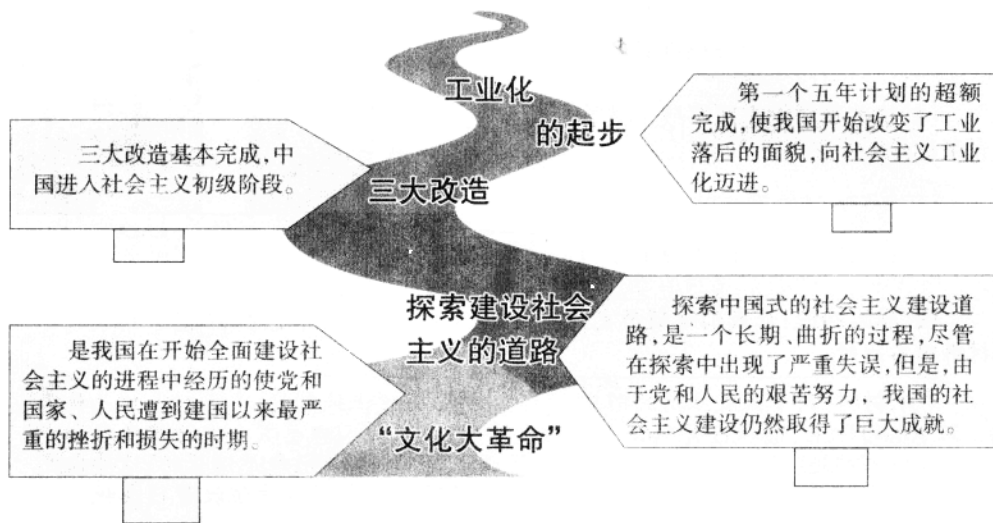 工业化
的起步
第一个五年计划的超额
完成,使我国开始改变了工业
落后的面貌,向社会主义工业
化迈进。
三大改造基本完成,中
国进入社会主义初级阶段。
三大改造
探索建设社会
主义的道路
探索中国式的社会主义建设道
路,是一个长期、曲折的过程,尽管
在探索中出现了严重失误,但是,由
于党和人民的艰苦努力,我国的社
会主义建设仍然取得了巨大成就。
是我国在开始全面建设社
会主义的进程中经历的使党和
国家、人民遭到建国以来最严
重的挫折和损失的时期。
“文化大革命”